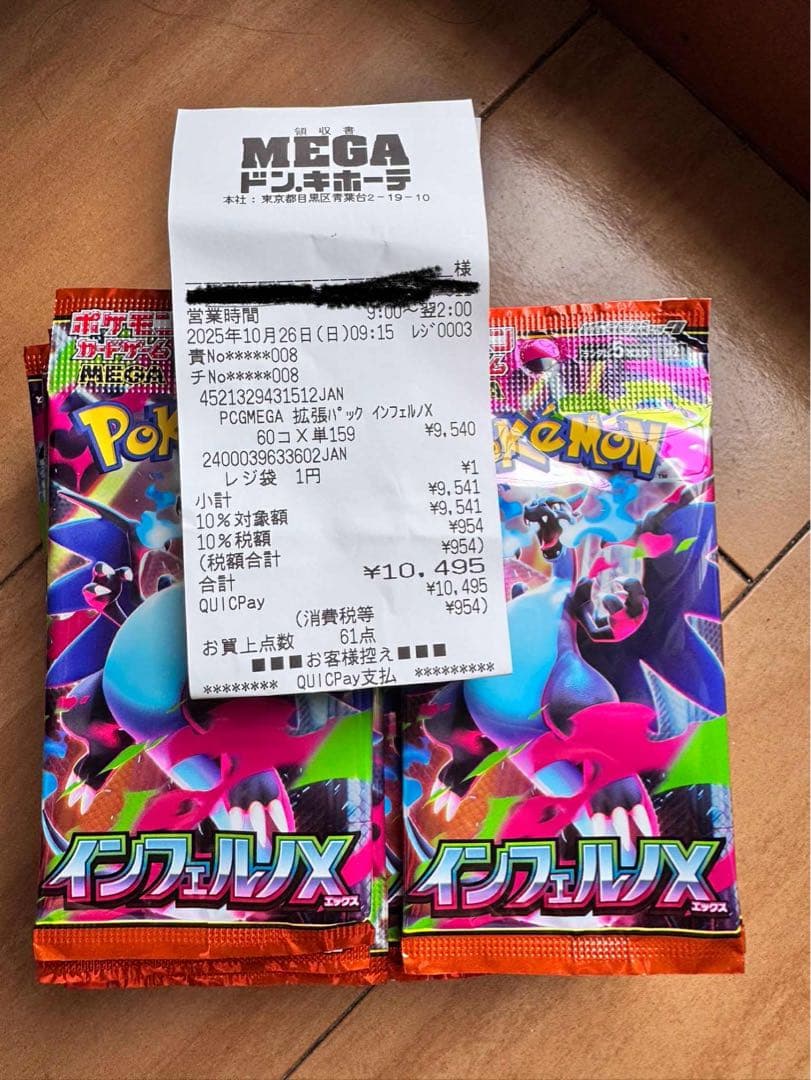 領収書
MEGA
ドン.キホーテ
本社：東京都目黒区青葉台2-19-10
様
営業時間 9:00～翌2:00
2025年10月26日(日)09:15 ﾚｼﾞ0003
責No*****008
チNo*****008
4521329431512JAN
PCGMEGA 拡張ﾊﾟｯｸ ｲﾝﾌｪﾙﾉX
60コX単159 ¥9,540
2400039633602JAN
レジ袋 1円 ¥1
小計 ¥9,541
10%対象額 ¥9,541
10%税額 ¥954
(税額合計 ¥954)
合計 ¥10,495
QUICPay ¥10,495
(消費税等 ¥954)
お買上点数 61点
■■■お客様控え■■■
******** QUICPay支払 *********
ポケモン
カードゲーム
MEGA
POK
インフェルノX
エックス
POKéMON
インフェルノX
エックス